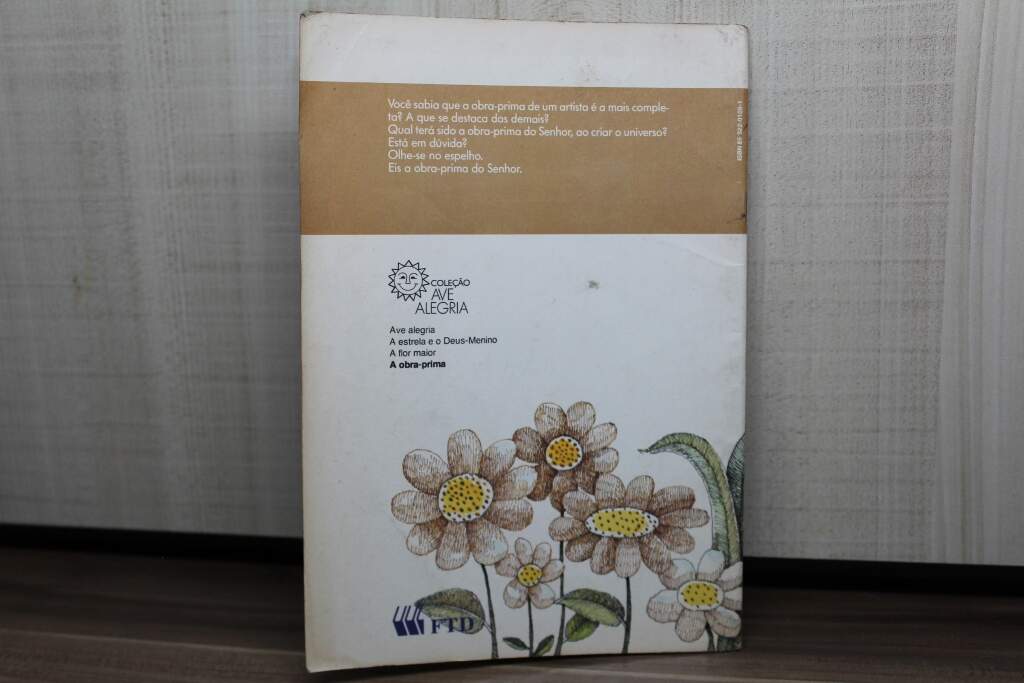 Você sabia que a obra-prima de um artista é a mais comple-
ta? A que se destaca das demais?
Qual terá sido a obra-prima do Senhor, ao criar o universo?
Está em dúvida?
Olhe-se no espelho.
Eis a obra-prima do Senhor.
COLEÇÃO
AVE
ALEGRIA
Ave alegria
A estrela e o Deus-Menino
A flor maior
A obra-prima
FTD